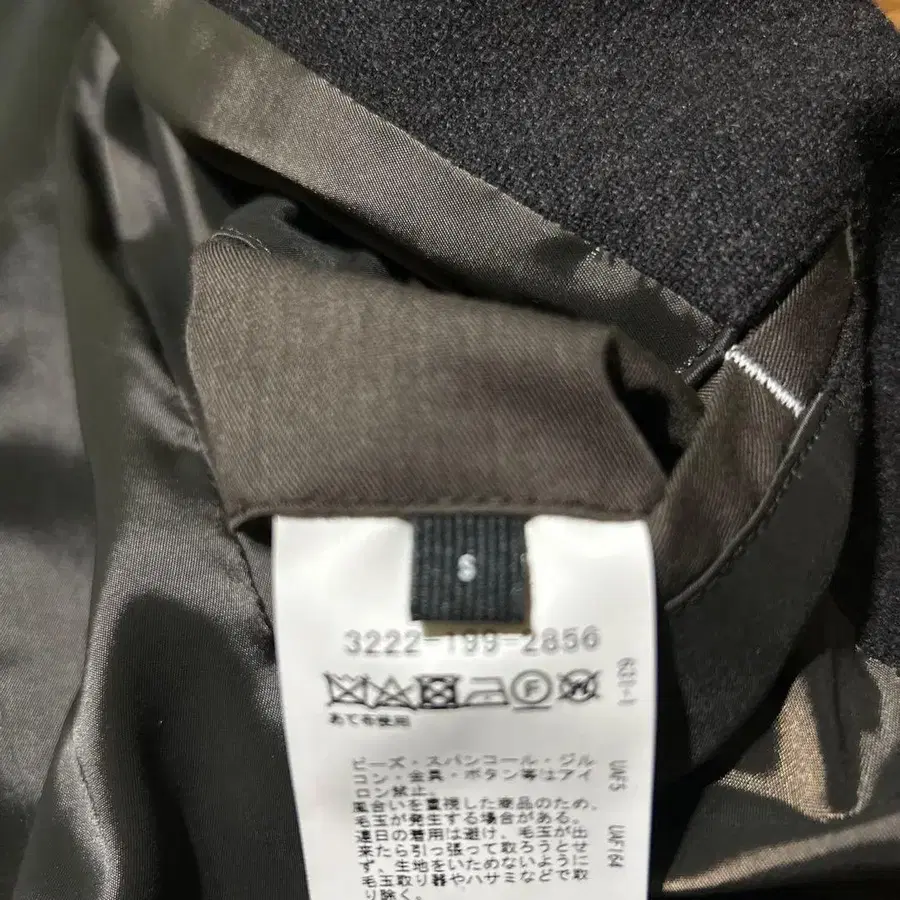 S
3222-199-2856
F
W
あて布使用
ビーズ・スパンコール・ジル
コン・金具・ボタン等はアイ
ロン禁止。
風合いを重視した商品のため、
毛玉が発生する場合がある。
連日の着用は避け、毛玉が出
来たら引っ張って取ろうとせ
ず、生地をいためないように
毛玉取り器やハサミなどで取
り除く。
UAF5
UAF164